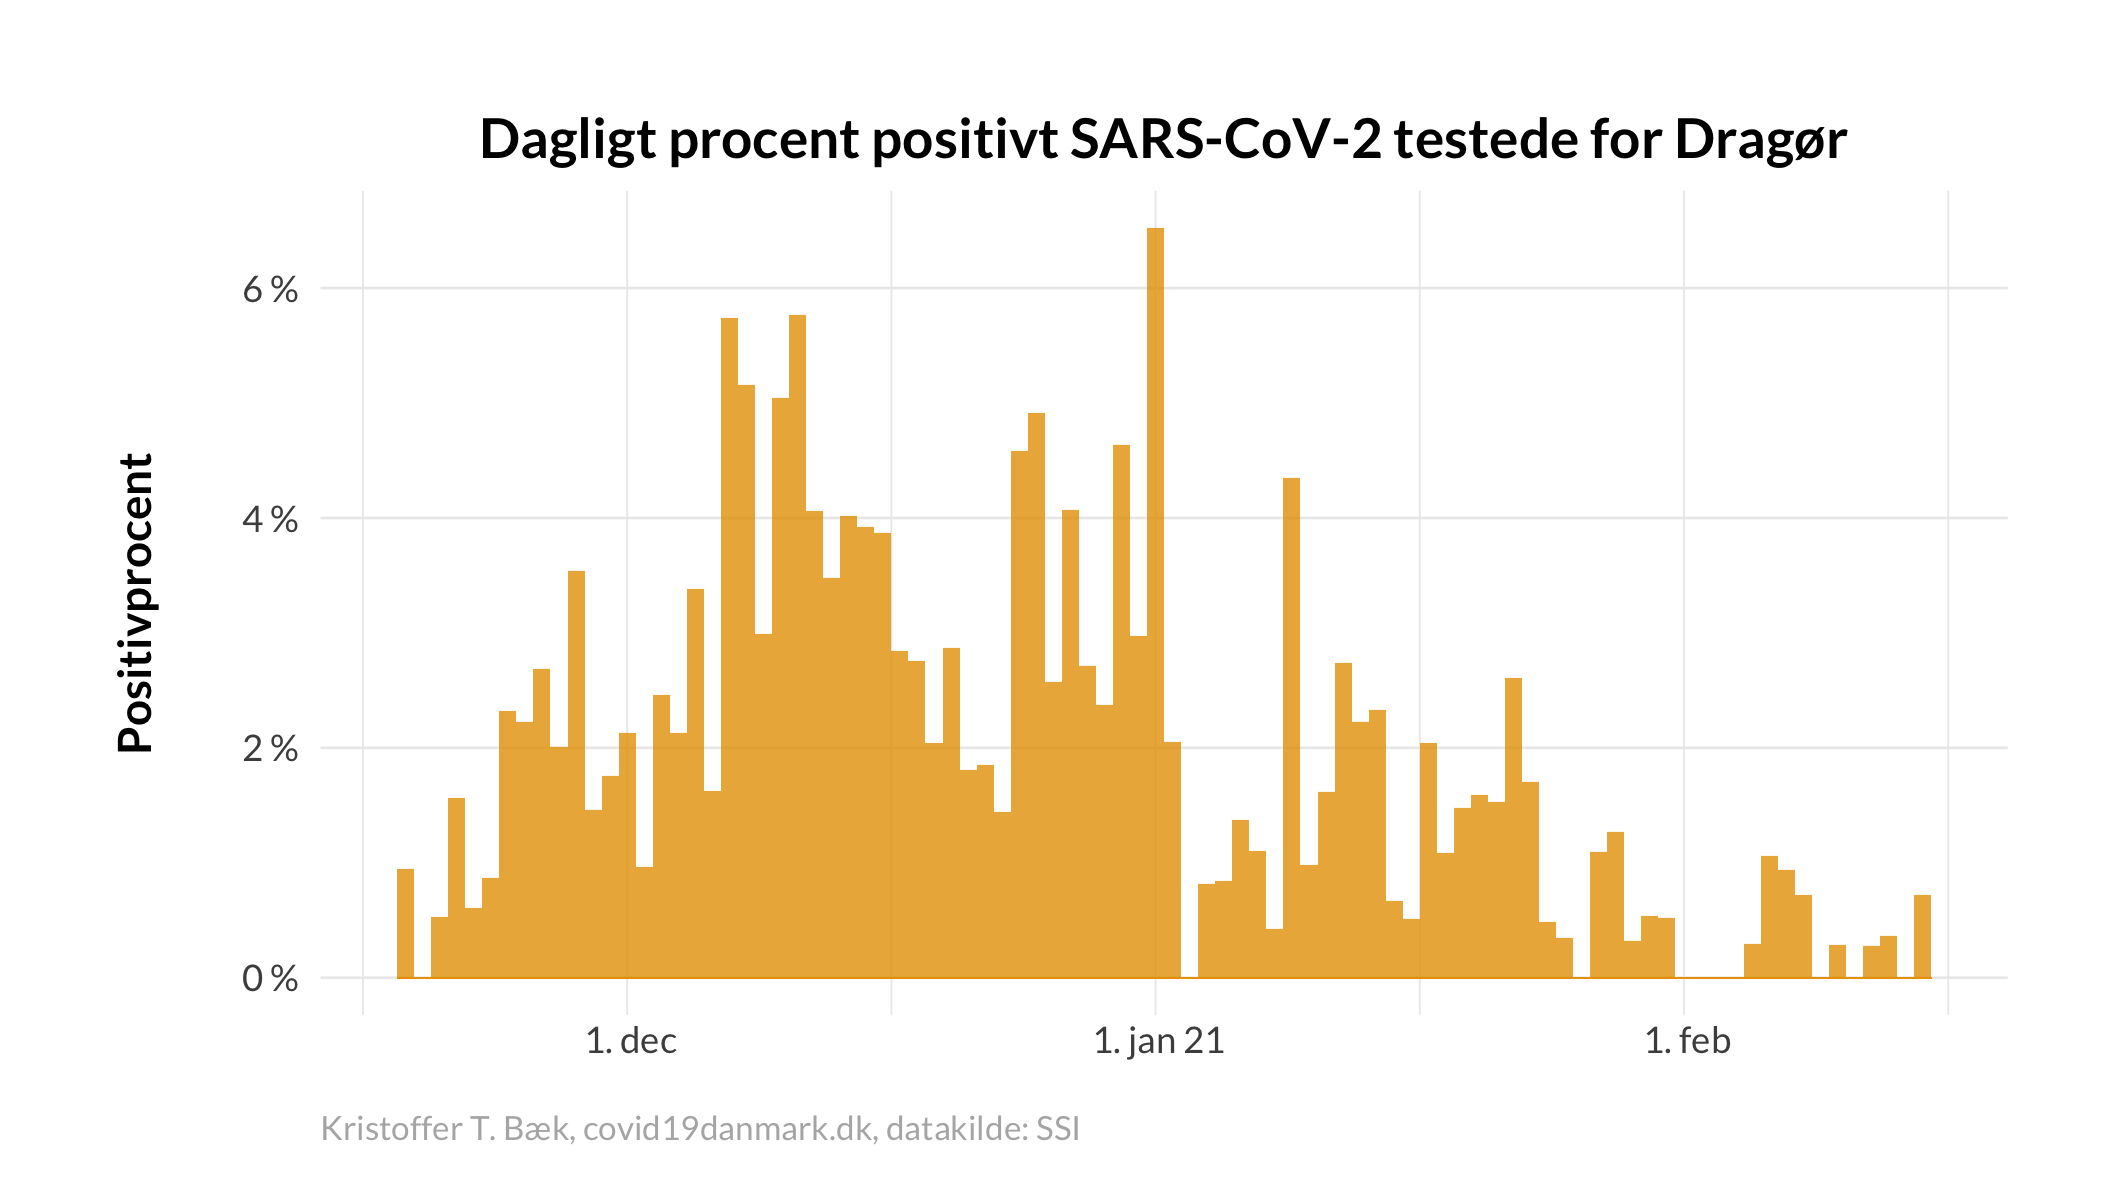 Dagligt procent positivt SARS-CoV-2 testede for Dragør
Positivprocent
6 %
4 %
2 %
0 %
1. dec
1. jan 21
1. feb
Kristoffer T. Bæk, covid19danmark.dk, datakilde: SSI